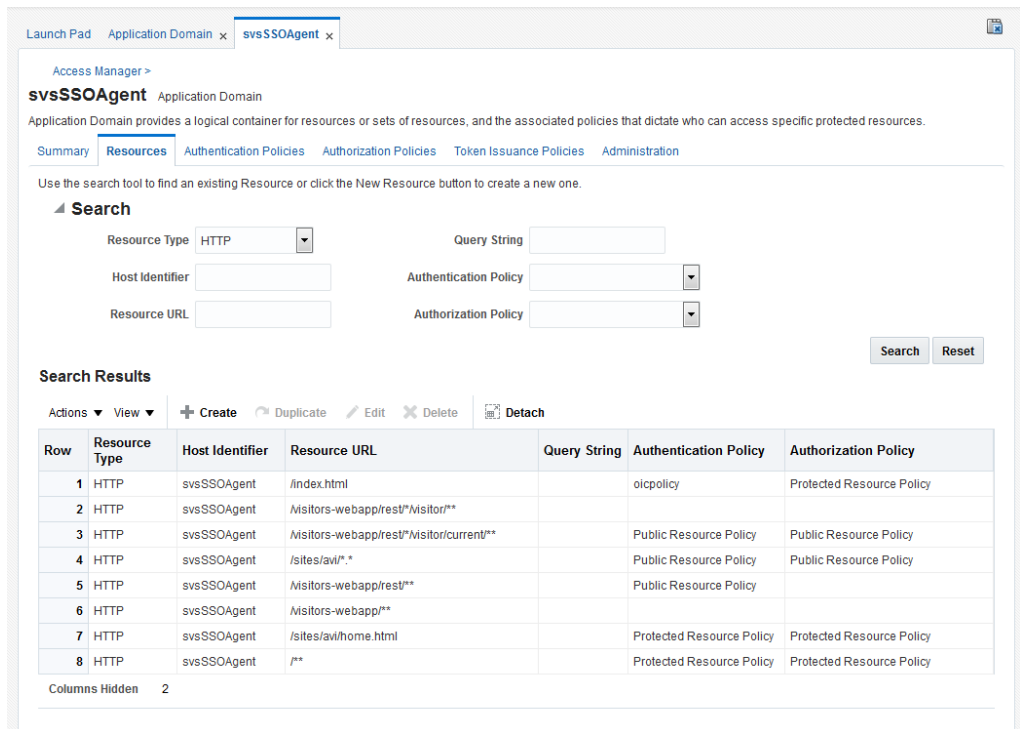 Launch Pad Application Domain × svsSSOAgent ×
Access Manager >
svsSSOAgent Application Domain
Application Domain provides a logical container for resources or sets of resources, and the associated policies that dictate who can access specific protected resources.
Summary Resources Authentication Policies Authorization Policies Token Issuance Policies Administration
Use the search tool to find an existing Resource or click the New Resource button to create a new one.
Search
Resource Type HTTP Query String
Host Identifier Authentication Policy
Resource URL Authorization Policy
Search Reset
Search Results
Actions View Create Duplicate Edit Delete Detach
Row Resource Type Host Identifier Resource URL Query String Authentication Policy Authorization Policy
1 HTTP svsSSOAgent /index.html oicpolicy Protected Resource Policy
2 HTTP svsSSOAgent /visitors-webapp/rest/*/visitor/**
3 HTTP svsSSOAgent /visitors-webapp/rest/*/visitor/current/** Public Resource Policy Public Resource Policy
4 HTTP svsSSOAgent /sites/avi/*.* Public Resource Policy Public Resource Policy
5 HTTP svsSSOAgent /visitors-webapp/rest/** Public Resource Policy
6 HTTP svsSSOAgent /visitors-webapp/**
7 HTTP svsSSOAgent /sites/avi/home.html Protected Resource Policy Protected Resource Policy
8 HTTP svsSSOAgent /** Protected Resource Policy Protected Resource Policy
Columns Hidden 2